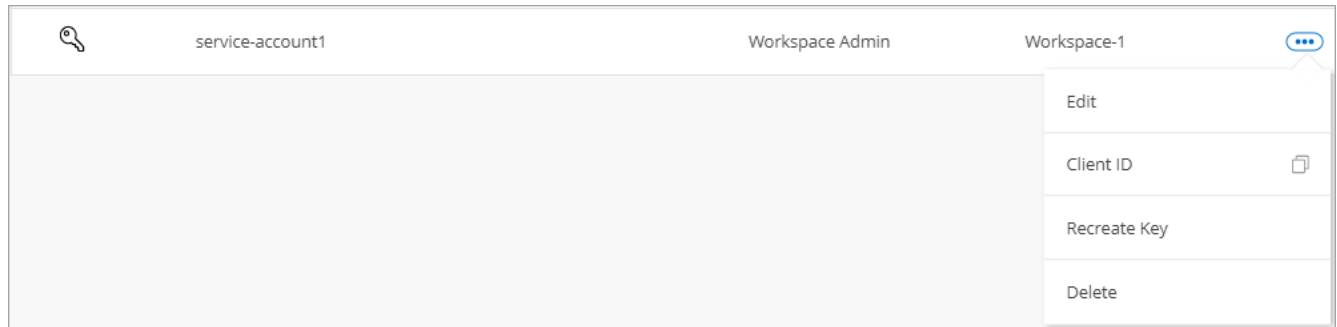 service-account1 Workspace Admin Workspace-1
Edit
Client ID
Recreate Key
Delete